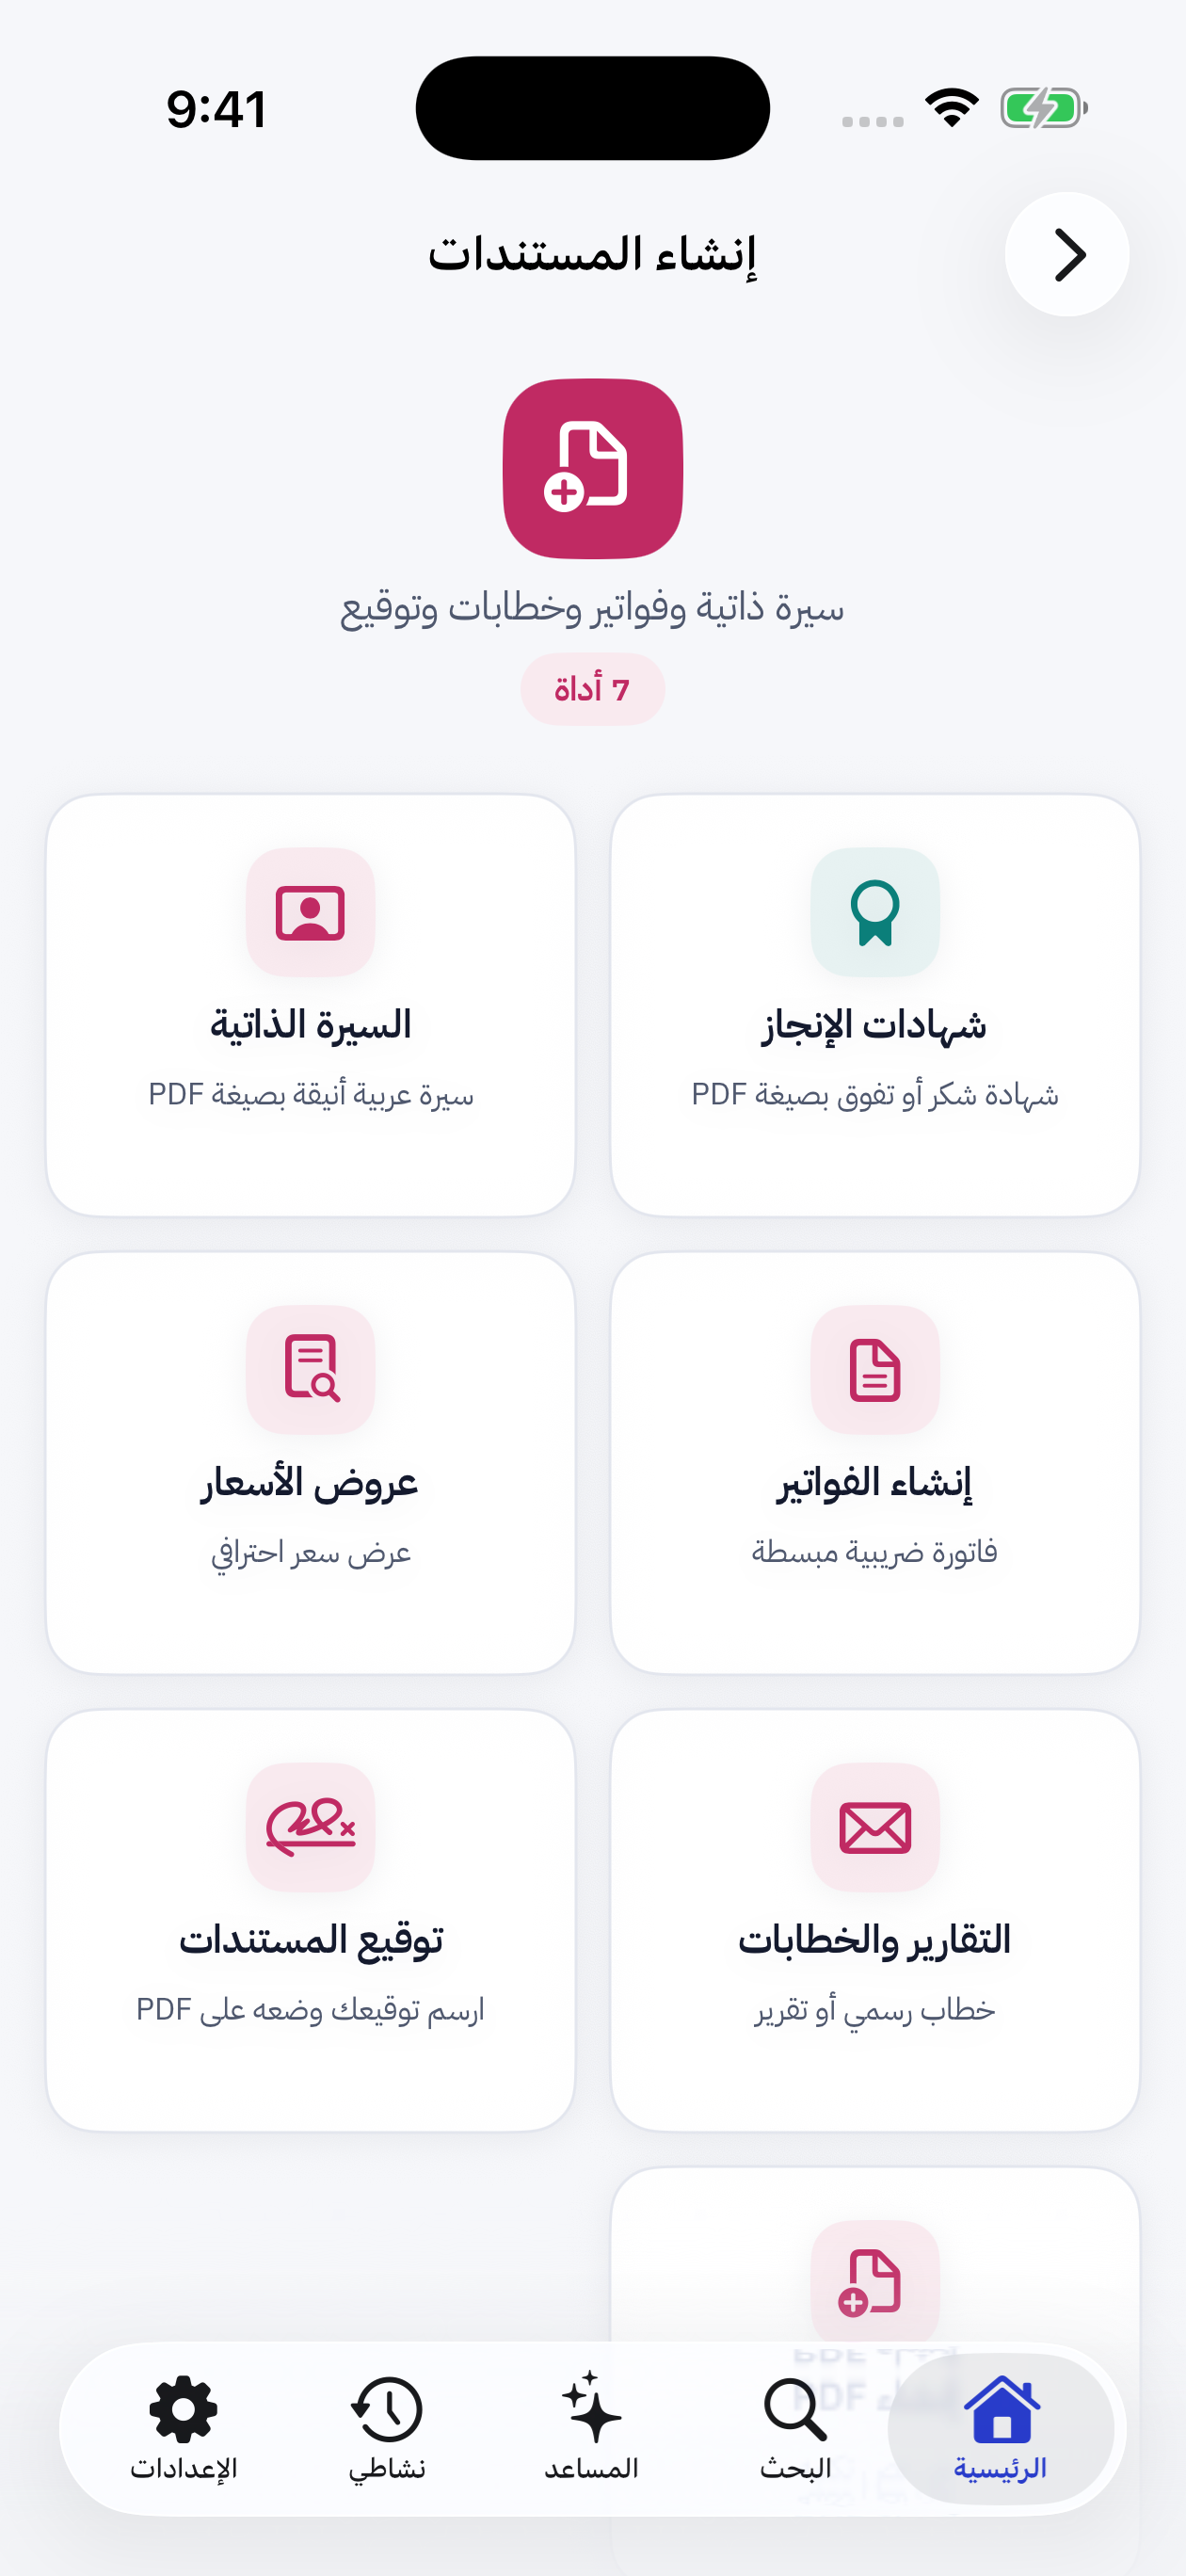 9:41
إنشاء المستندات
سيرة ذاتية وفواتير وخطابات وتوقيع
7 أداة
شهادات الإنجاز
شهادة شكر أو تفوق بصيغة PDF
السيرة الذاتية
سيرة عربية أنيقة بصيغة PDF
إنشاء الفواتير
فاتورة ضريبية مبسطة
عروض الأسعار
عرض سعر احترافي
التقارير والخطابات
خطاب رسمي أو تقرير
توقيع المستندات
ارسم توقيعك وضعه على PDF
الرئيسية
البحث
المساعد
نشاطي
الإعدادات